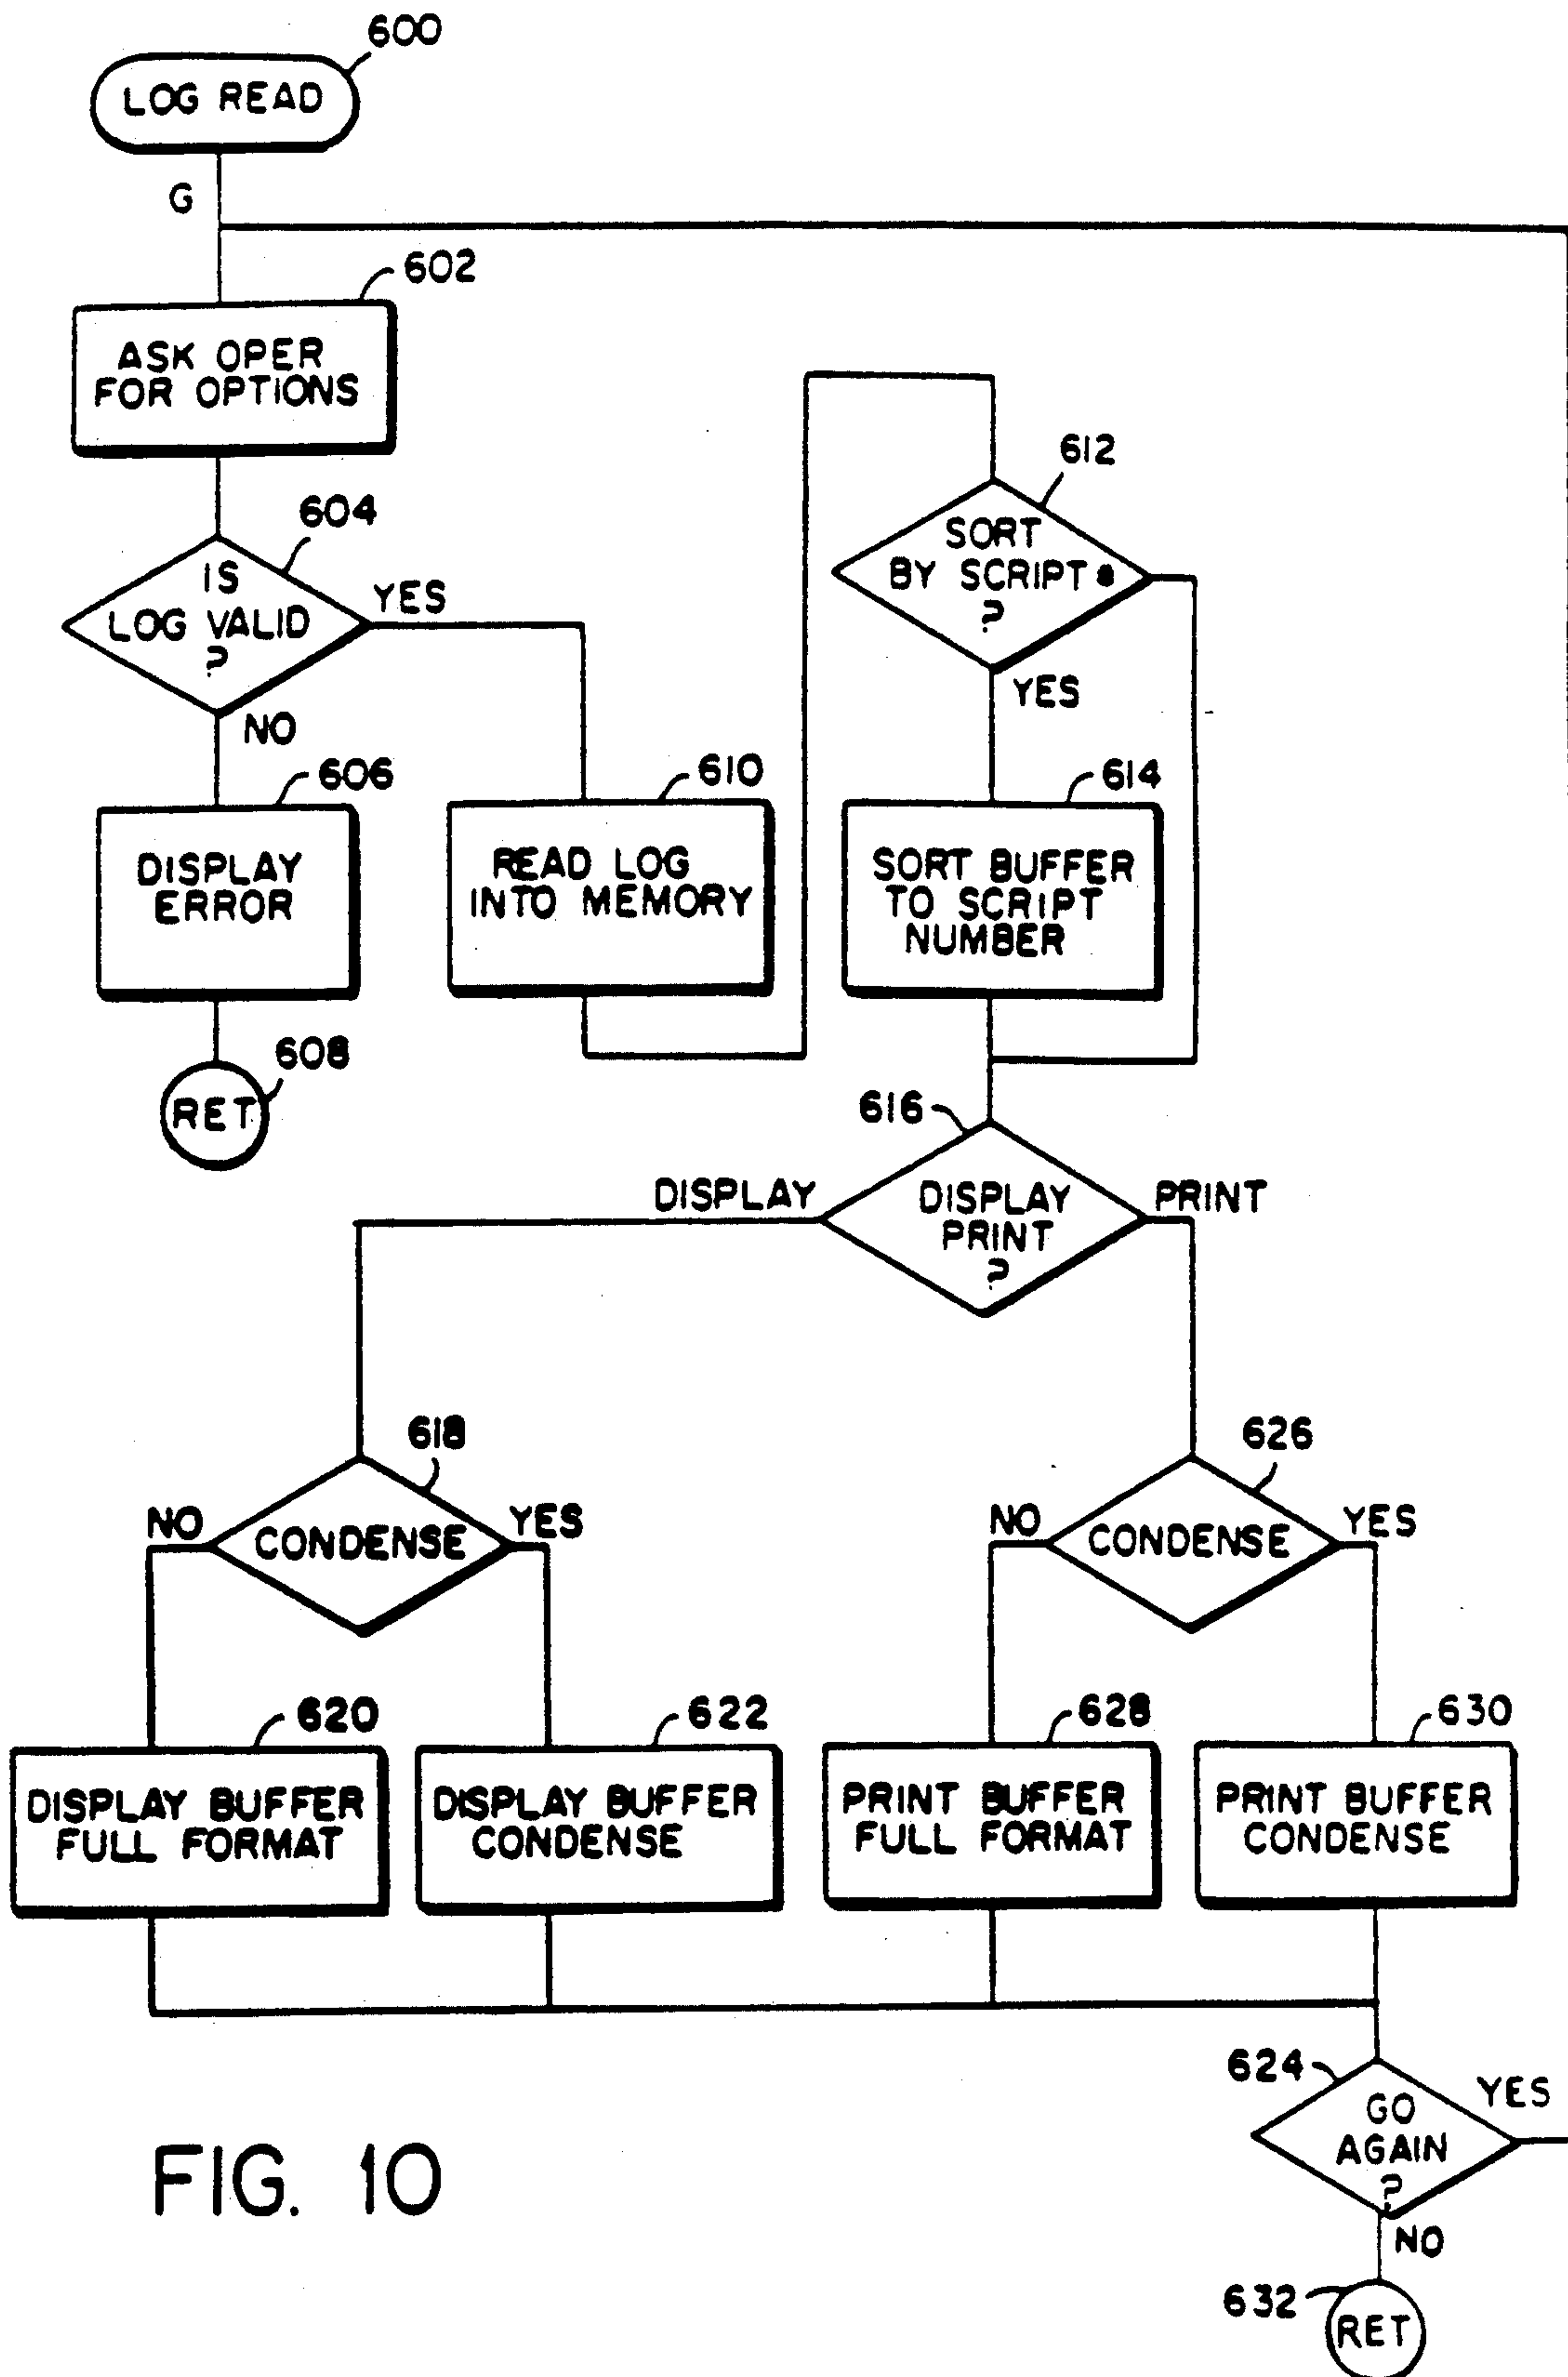 600
LOG READ
G
602
ASK OPER
FOR OPTIONS
604
IS
LOG VALID
?
YES
NO
606
DISPLAY
ERROR
608
RET
610
READ LOG
INTO MEMORY
612
SORT
BY SCRIPT #
?
YES
614
SORT BUFFER
TO SCRIPT
NUMBER
616
DISPLAY
DISPLAY
PRINT
?
PRINT
618
NO
CONDENSE
YES
620
DISPLAY BUFFER
FULL FORMAT
622
DISPLAY BUFFER
CONDENSE
626
NO
CONDENSE
YES
628
PRINT BUFFER
FULL FORMAT
630
PRINT BUFFER
CONDENSE
624
GO
AGAIN
?
YES
NO
632
RET
FIG. 10